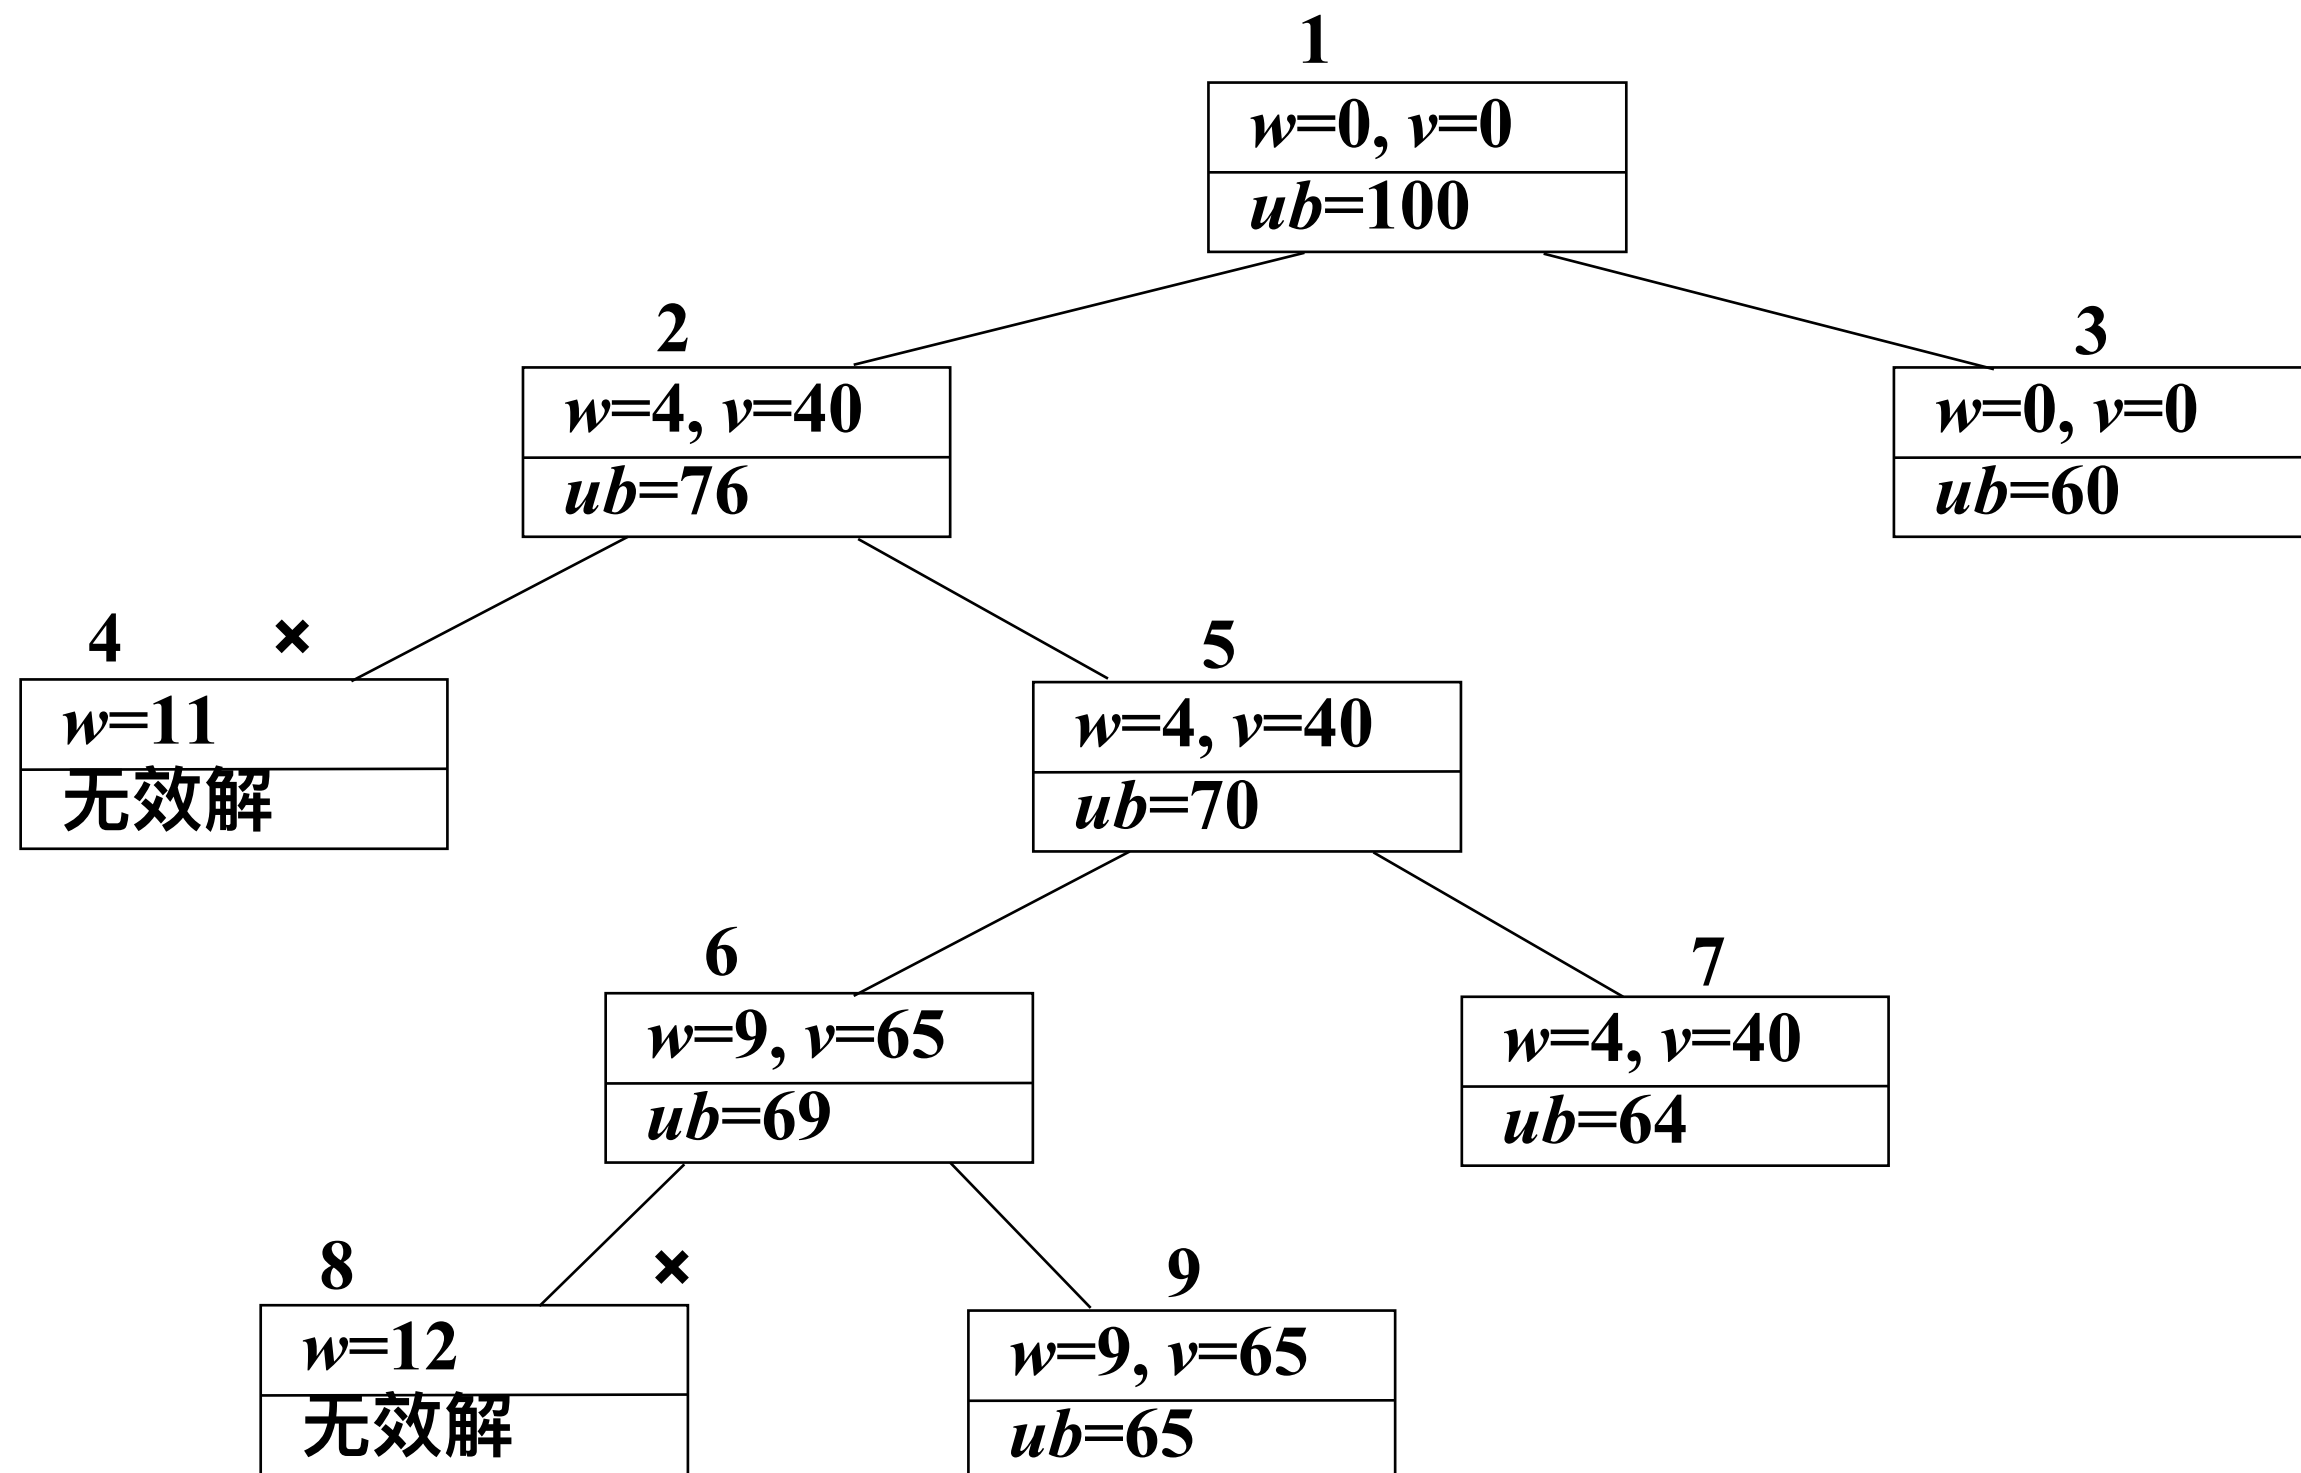 1
w=0, v=0
ub=100
2
w=4, v=40
ub=76
3
w=0, v=0
ub=60
4 ×
w=11
无效解
5
w=4, v=40
ub=70
6
w=9, v=65
ub=69
7
w=4, v=40
ub=64
8 ×
w=12
无效解
9
w=9, v=65
ub=65